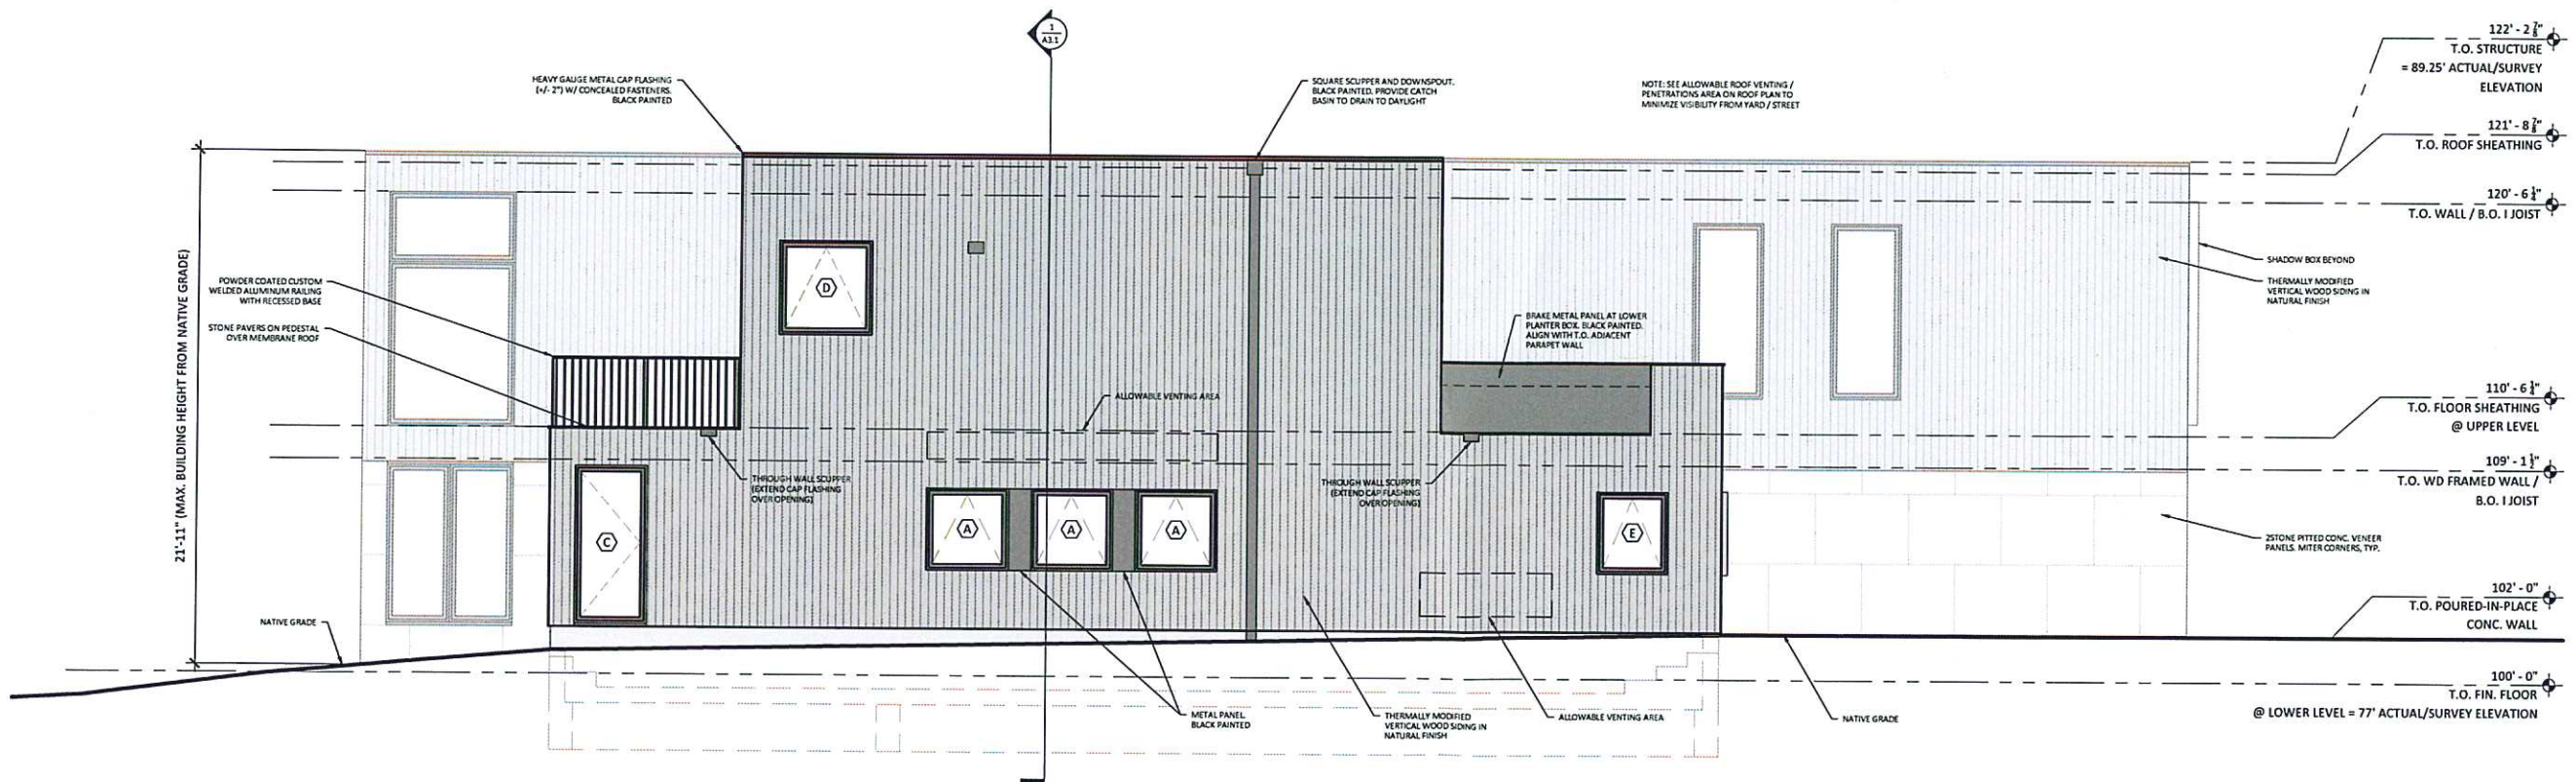 1
A3.1
HEAVY GAUGE METAL CAP FLASHING
(+/- 2") W/ CONCEALED FASTENERS.
BLACK PAINTED
SQUARE SCUPPER AND DOWNSPOUT.
BLACK PAINTED. PROVIDE CATCH
BASIN TO DRAIN TO DAYLIGHT
NOTE: SEE ALLOWABLE ROOF VENTING /
PENETRATIONS AREA ON ROOF PLAN TO
MINIMIZE VISIBILITY FROM YARD / STREET
122' - 2 7/8"
T.O. STRUCTURE
= 89.25' ACTUAL/SURVEY
ELEVATION
121' - 8 7/8"
T.O. ROOF SHEATHING
120' - 6 1/4"
T.O. WALL / B.O. I JOIST
21'-11" (MAX. BUILDING HEIGHT FROM NATIVE GRADE)
POWDER COATED CUSTOM
WELDED ALUMINUM RAILING
WITH RECESSED BASE
STONE PAVERS ON PEDESTAL
OVER MEMBRANE ROOF
D
SHADOW BOX BEYOND
THERMALLY MODIFIED
VERTICAL WOOD SIDING IN
NATURAL FINISH
BRAKE METAL PANEL AT LOWER
PLANTER BOX. BLACK PAINTED.
ALIGN WITH T.O. ADJACENT
PARAPET WALL
ALLOWABLE VENTING AREA
110' - 6 1/4"
T.O. FLOOR SHEATHING
@ UPPER LEVEL
THROUGH WALL SCUPPER
(EXTEND CAP FLASHING
OVER OPENING)
THROUGH WALL SCUPPER
(EXTEND CAP FLASHING
OVER OPENING)
109' - 1 1/2"
T.O. WD FRAMED WALL /
B.O. I JOIST
C
A
A
A
E
2STONE PITTED CONC. VENEER
PANELS. MITER CORNERS, TYP.
NATIVE GRADE
102' - 0"
T.O. POURED-IN-PLACE
CONC. WALL
METAL PANEL.
BLACK PAINTED
THERMALLY MODIFIED
VERTICAL WOOD SIDING IN
NATURAL FINISH
ALLOWABLE VENTING AREA
NATIVE GRADE
100' - 0"
T.O. FIN. FLOOR
@ LOWER LEVEL = 77' ACTUAL/SURVEY ELEVATION